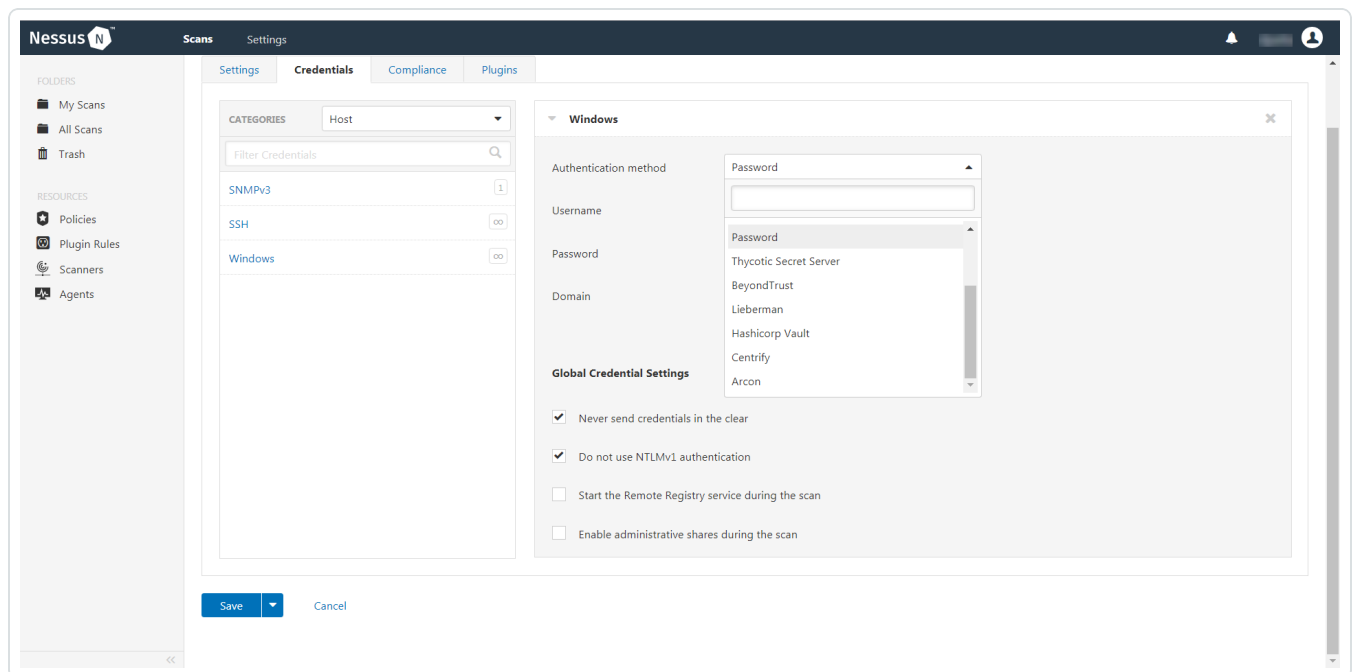 Nessus N
Scans Settings
FOLDERS
My Scans
All Scans
Trash
RESOURCES
Policies
Plugin Rules
Scanners
Agents
Settings Credentials Compliance Plugins
CATEGORIES Host
Filter Credentials
SNMPv3 1
SSH ∞
Windows ∞
Windows
Authentication method Password
Username
Password
Domain
Password
Thycotic Secret Server
BeyondTrust
Lieberman
Hashicorp Vault
Centrify
Arcon
Global Credential Settings
Never send credentials in the clear
Do not use NTLMv1 authentication
Start the Remote Registry service during the scan
Enable administrative shares during the scan
Save Cancel